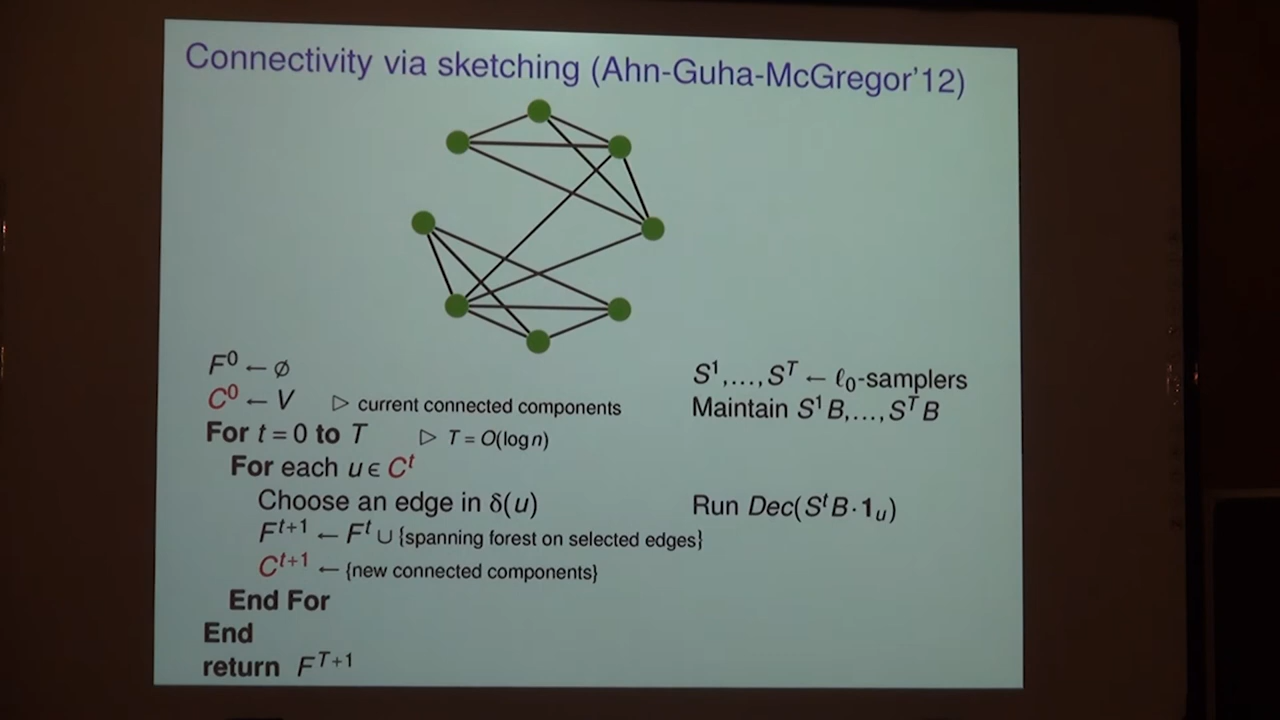 Connectivity via sketching (Ahn-Guha-McGregor'12)
F⁰ ← ∅
S¹,...,Sᵀ ← ℓ₀-samplers
C⁰ ← V ▷ current connected components
Maintain S¹B,...,SᵀB
For t = 0 to T ▷ T = O(log n)
For each u ∈ Cᵗ
Choose an edge in δ(u)
Run Dec(SᵗB·1ᵤ)
Fᵗ⁺¹ ← Fᵗ ∪ {spanning forest on selected edges}
Cᵗ⁺¹ ← {new connected components}
End For
End
return Fᵀ⁺¹